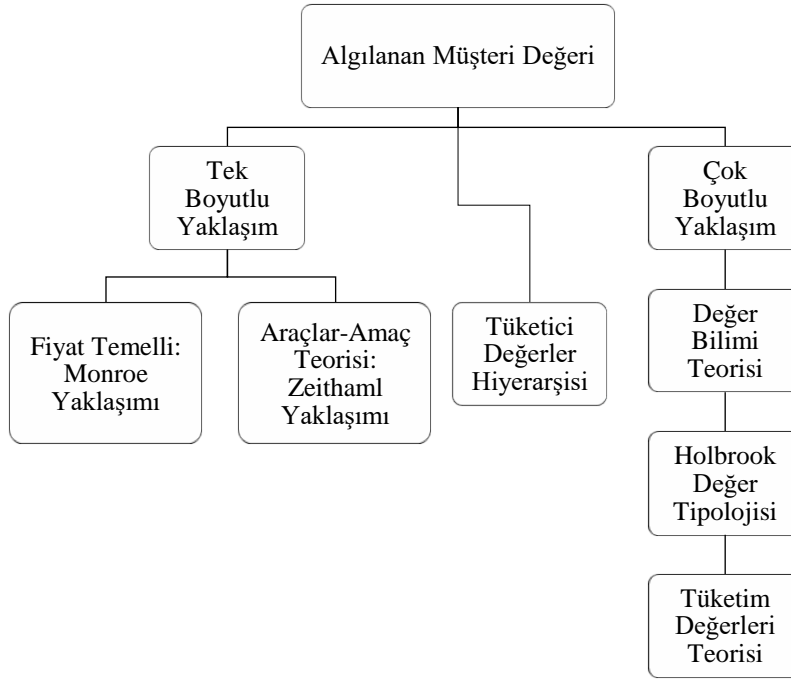 Algılanan Müşteri Değeri
Tek
Boyutlu
Yaklaşım
Çok
Boyutlu
Yaklaşım
Fiyat Temelli:
Monroe
Yaklaşımı
Araçlar-Amaç
Teorisi:
Zeithaml
Yaklaşımı
Tüketici
Değerler
Hiyerarşisi
Değer
Bilimi
Teorisi
Holbrook
Değer
Tipolojisi
Tüketim
Değerleri
Teorisi